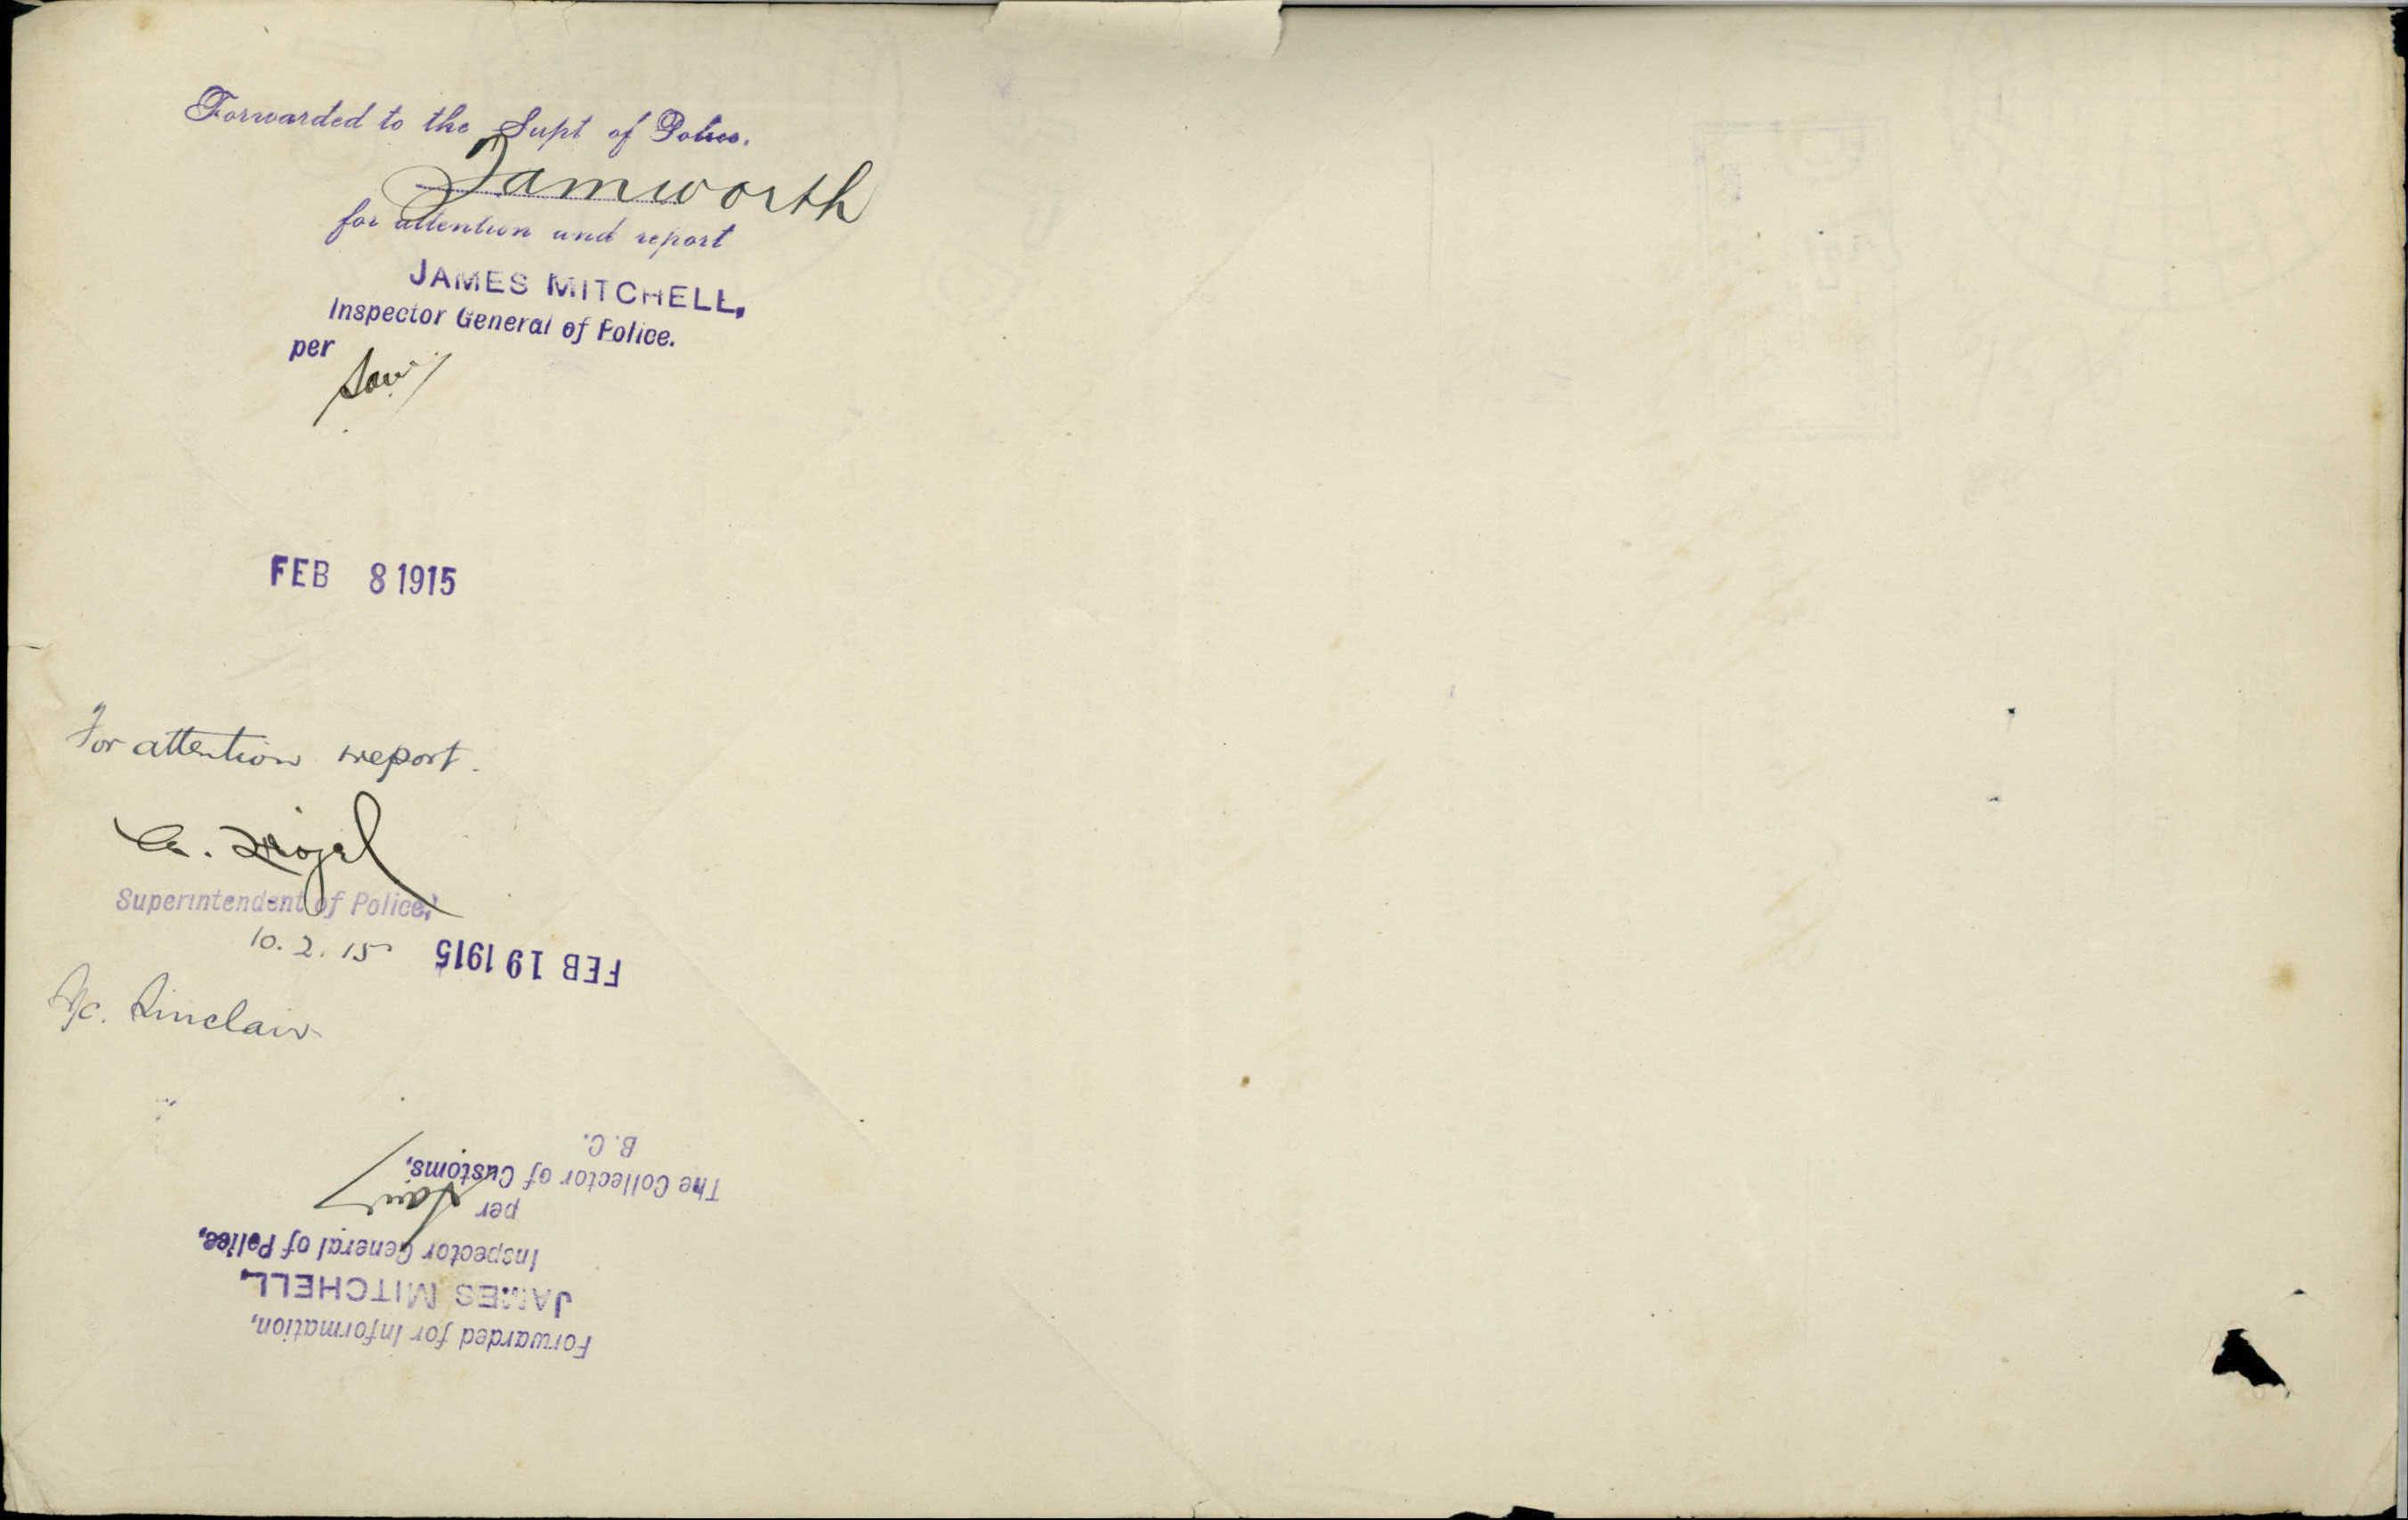 Forwarded to the Supt of Police.
Tamworth
for attention and report
JAMES MITCHELL,
Inspector General of Police.
per
FEB 8 1915
For attention & report.
Superintendent of Police.
10.2.15
S/c. Sinclair
FEB 19 1915
Forwarded for Information,
JAMES MITCHELL,
Inspector General of Police.
per
The Collector of Customs,
B.C.